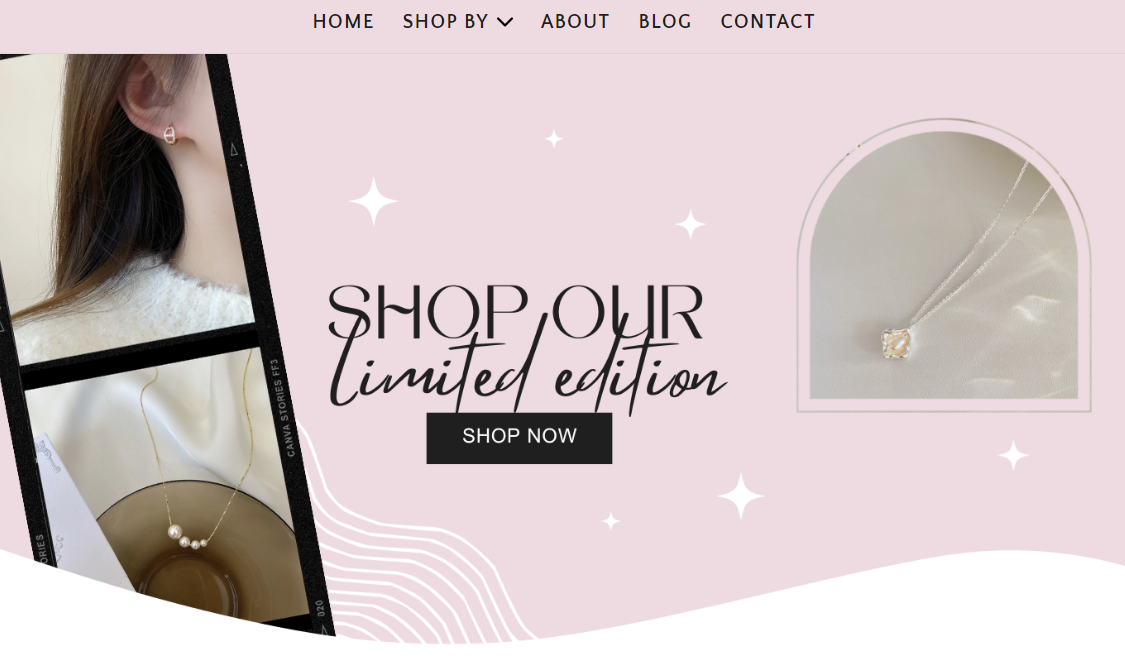 HOME SHOP BY ABOUT BLOG CONTACT
SHOP OUR
limited edition
SHOP NOW
CANVA STORIES FF3
ORIES
020